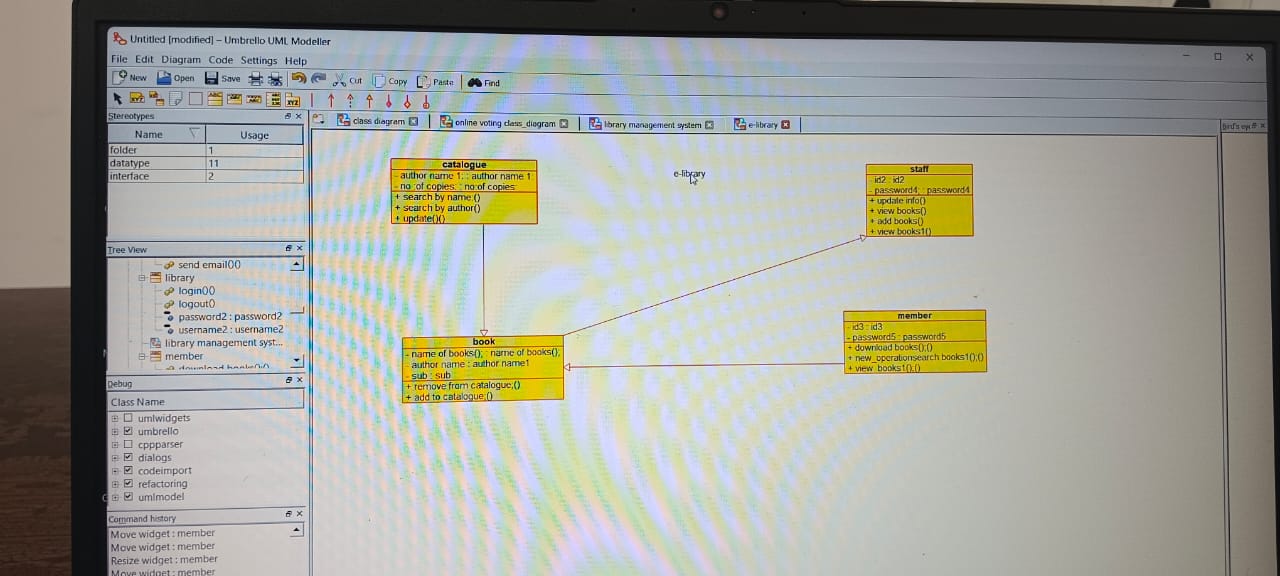 Untitled [modified] – Umbrello UML Modeller
File Edit Diagram Code Settings Help
New Open Save Cut Copy Paste Find
Stereotypes
Name Usage
folder 1
datatype 11
interface 2
Tree View
send email()()
library
login()()
logout()
password2 : password2
username2 : username2
library management syst...
member
Debug
Class Name
umlwidgets
umbrello
cppparser
dialogs
codeimport
refactoring
umlmodel
Command history
Move widget : member
Move widget : member
Resize widget : member
Move widget : member
class diagram
online voting class_diagram
library management system
e-library
Bird's eye
catalogue
- author name 1; : author name 1
- no .of copies; : no of copies
+ search by name;()
+ search by author()
+ update()()
e-library
staff
- id2 : id2
- password4; : password4
+ update info()
+ view books()
+ add books()
+ view books1()
book
- name of books(); : name of books();
- author name : author name1
- sub : sub
+ remove from catalogue;()
+ add to catalogue;()
member
- id3 : id3
- password5 : password5
+ download books();()
+ new_operationsearch books1();()
+ view books1();()